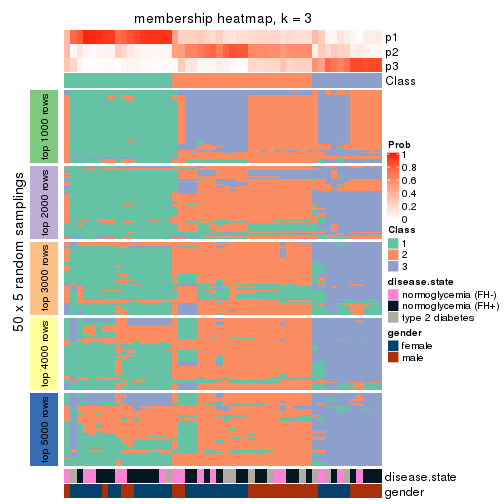 membership heatmap, k = 3
p1
p2
p3
Class
50 x 5 random samplings
top 1000 rows
top 2000 rows
top 3000 rows
top 4000 rows
top 5000 rows
Prob
1
0.8
0.6
0.4
0.2
0
Class
1
2
3
disease.state
normoglycemia (FH-)
normoglycemia (FH+)
type 2 diabetes
gender
female
male
disease.state
gender